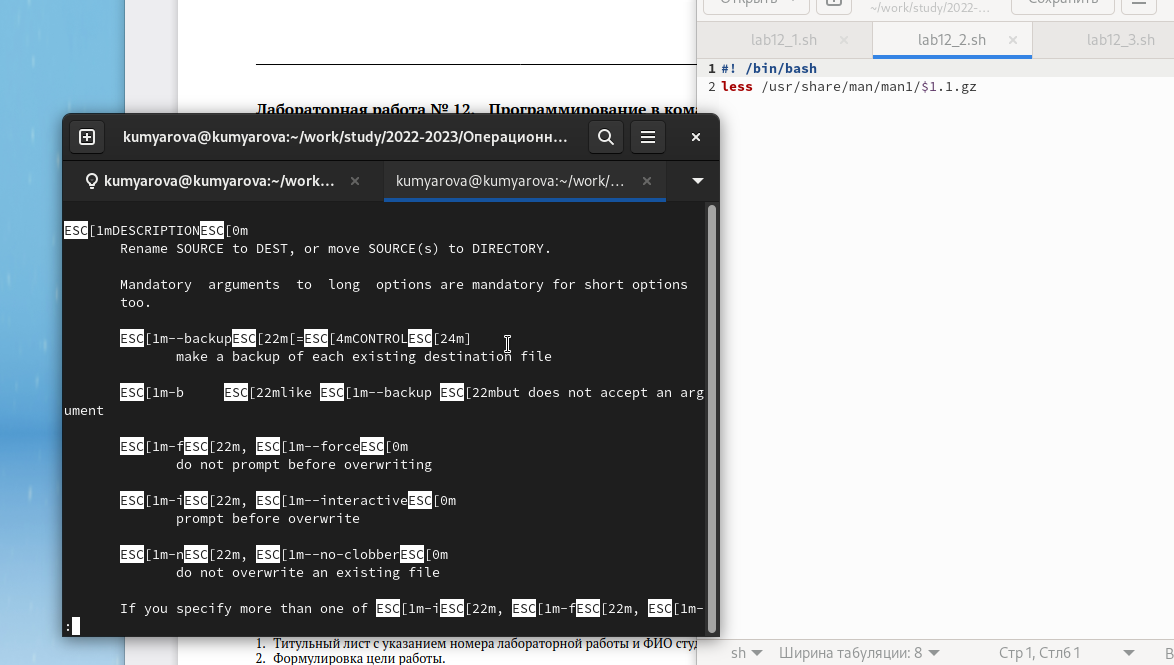 Открыть
~/work/study/2022-...
Сохранить
lab12_1.sh
lab12_2.sh
lab12_3.sh
1 #! /bin/bash
2 less /usr/share/man/man1/$1.1.gz
Лабораторная работа № 12. Программирование в кома
kumyarova@kumyarova:~/work/study/2022-2023/Операционн...
kumyarova@kumyarova:~/work...
kumyarova@kumyarova:~/work/...
ESC[1mDESCRIPTIONESC[0m
Rename SOURCE to DEST, or move SOURCE(s) to DIRECTORY.
Mandatory arguments to long options are mandatory for short options
too.
ESC[1m--backupESC[22m[=ESC[4mCONTROLESC[24m]
make a backup of each existing destination file
ESC[1m-b ESC[22mlike ESC[1m--backup ESC[22mbut does not accept an arg
ument
ESC[1m-fESC[22m, ESC[1m--forceESC[0m
do not prompt before overwriting
ESC[1m-iESC[22m, ESC[1m--interactiveESC[0m
prompt before overwrite
ESC[1m-nESC[22m, ESC[1m--no-clobberESC[0m
do not overwrite an existing file
If you specify more than one of ESC[1m-iESC[22m, ESC[1m-fESC[22m, ESC[1m-
:
1. Титульный лист с указанием номера лабораторной работы и ФИО сту
2. Формулировка цели работы.
sh
Ширина табуляции: 8
Стр 1, Стлб 1